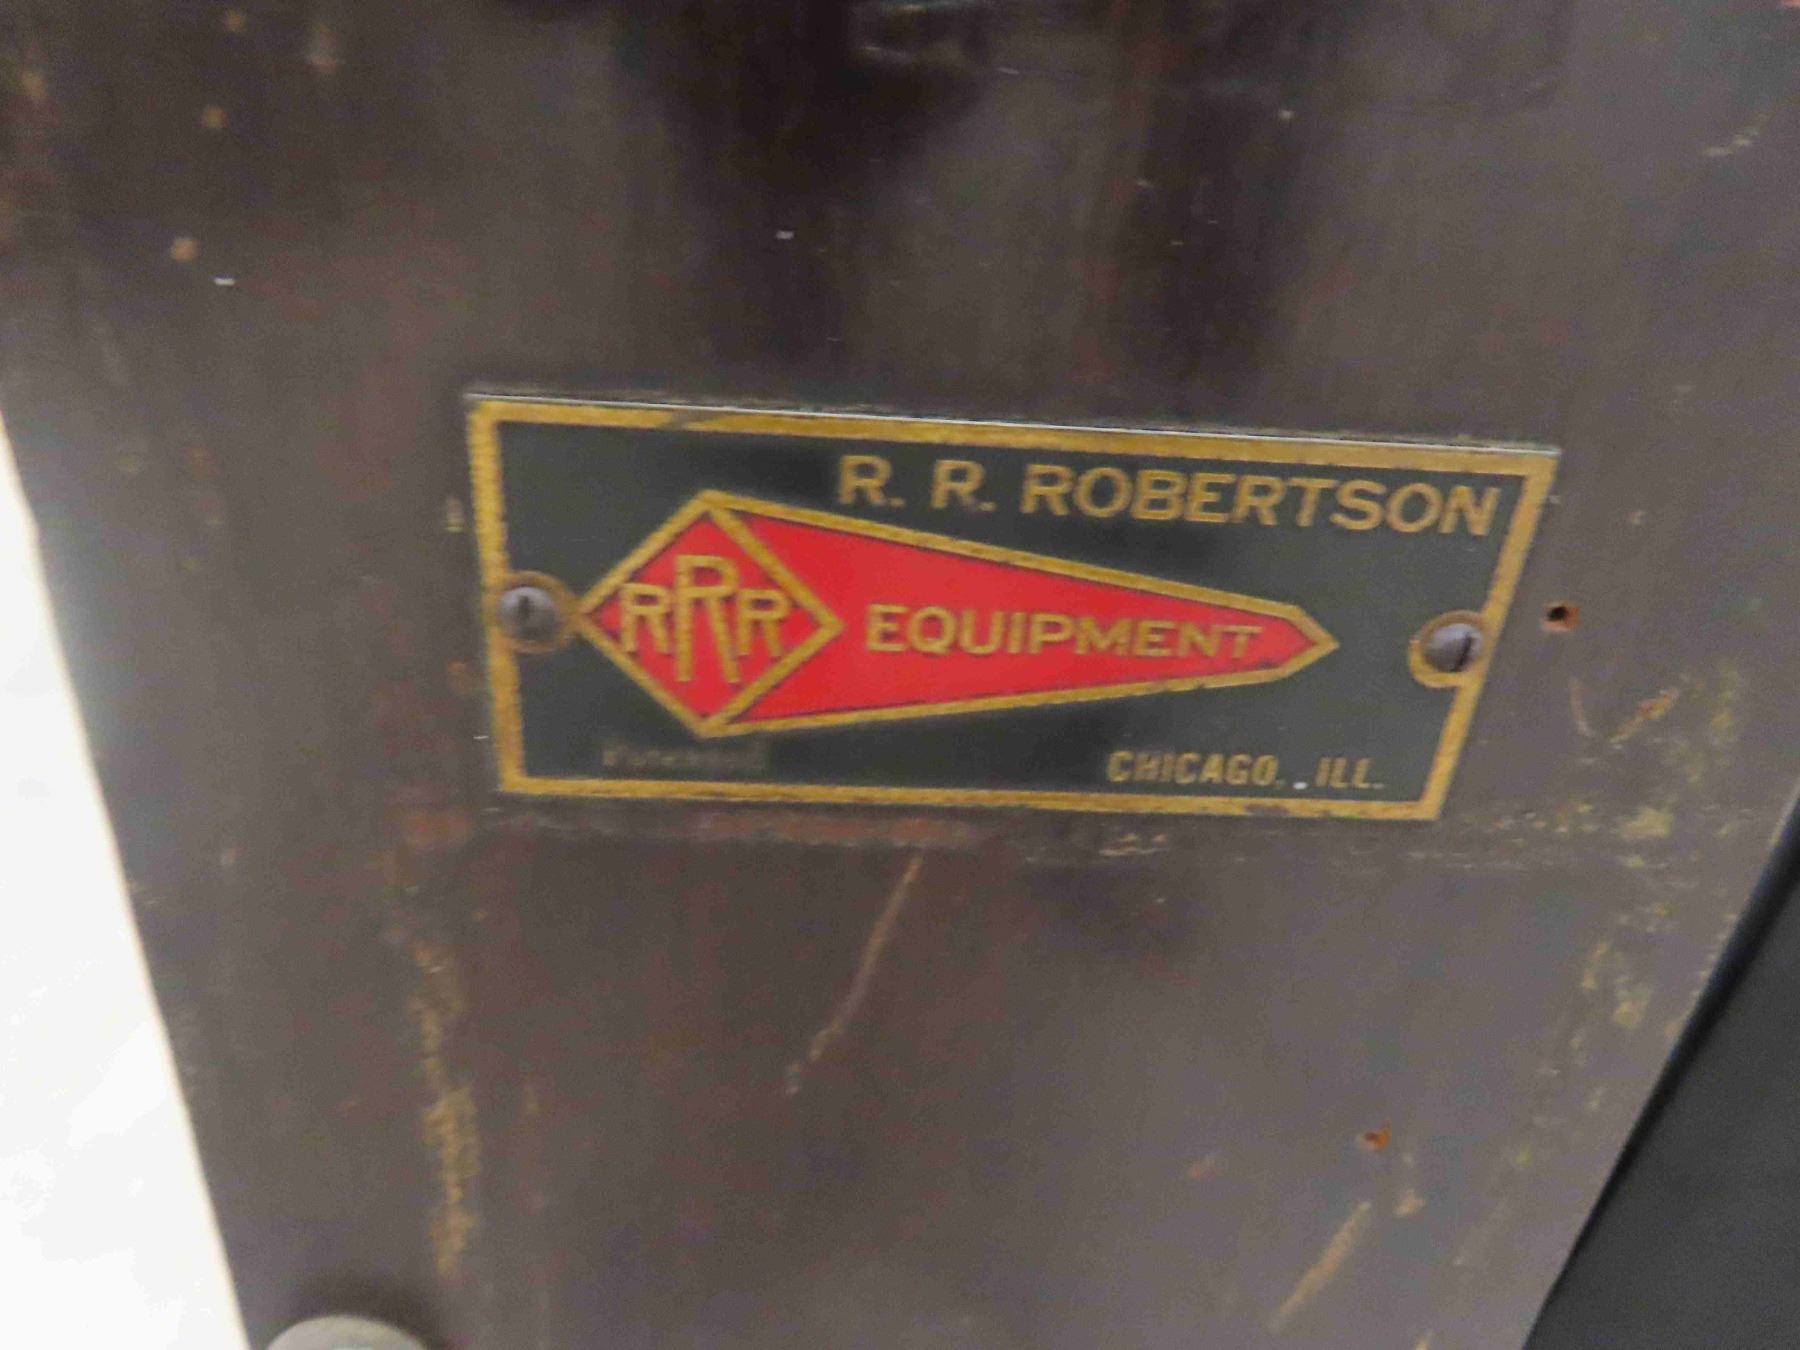 R. R. ROBERTSON
RRR EQUIPMENT
CHICAGO, ILL.